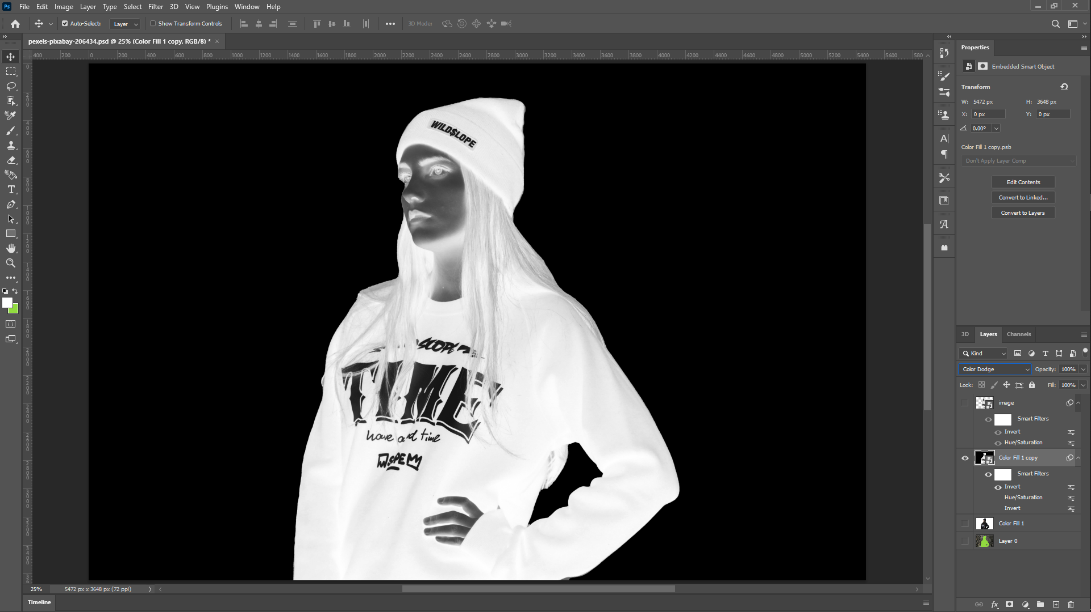 Ps File Edit Image Layer Type Select 3D Filter View Plugins Window Help
Auto-Select: Layer Show Transform Controls 3D Mode:
pexels-pixabay-206434.psd @ 25% (Color Fill 1 copy, RGB/8) *
WILDSLOPE
TIME
have and time
25% 5472 px x 3648 px (72 ppi)
Timeline
Properties
Embedded Smart Object
Transform
W: 5472 px H: 3648 px
X: 0 px Y: 0 px
0.00°
Color Fill 1 copy.psb
Don't Apply Layer Comp
Edit Contents
Convert to Linked...
Convert to Layers
3D Layers Channels
Kind
Color Dodge Opacity: 100%
Lock: Fill: 100%
image
Smart Filters
Invert
Hue/Saturation
Color Fill 1 copy
Smart Filters
Invert
Hue/Saturation
Invert
Color Fill 1
Layer 0